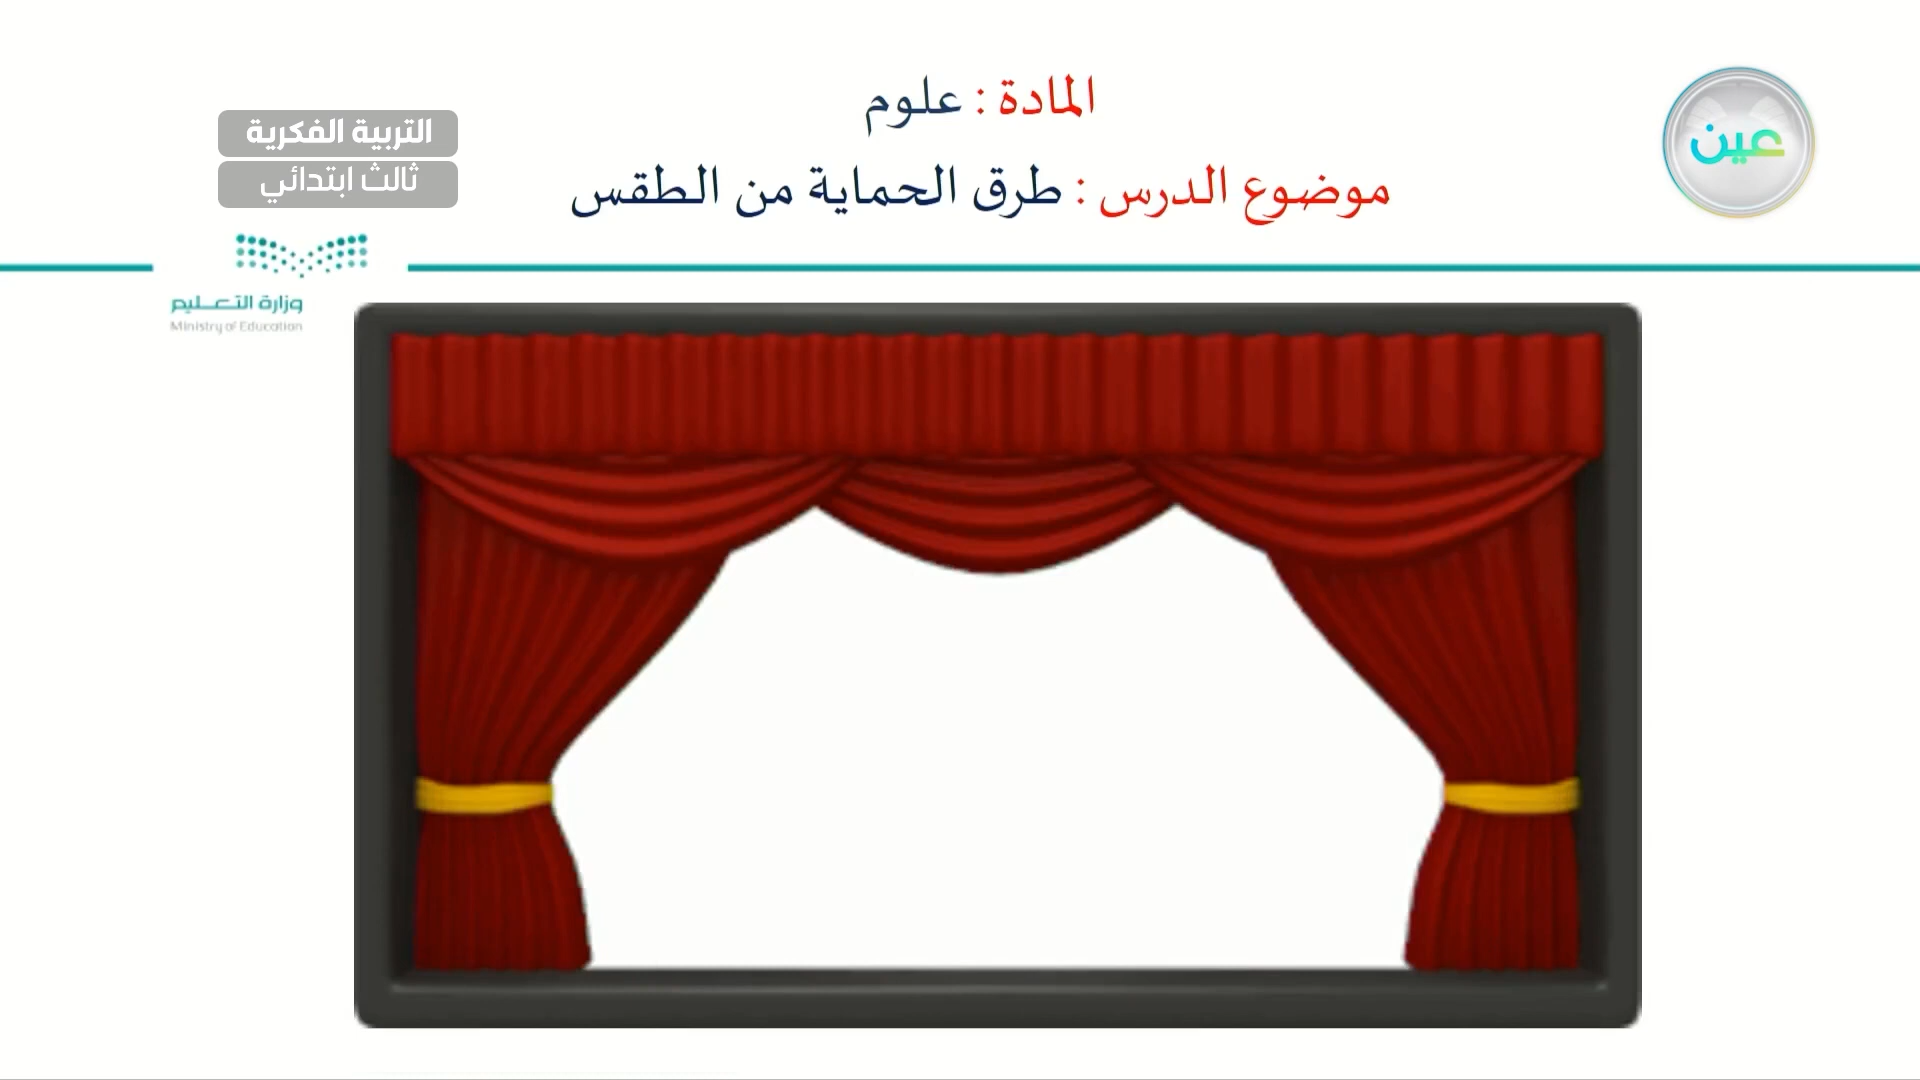 المادة : علوم
موضوع الدرس : طرق الحماية من الطقس
عين
التربية الفكرية
ثالث ابتدائي
وزارة التعليم
Ministry of Education